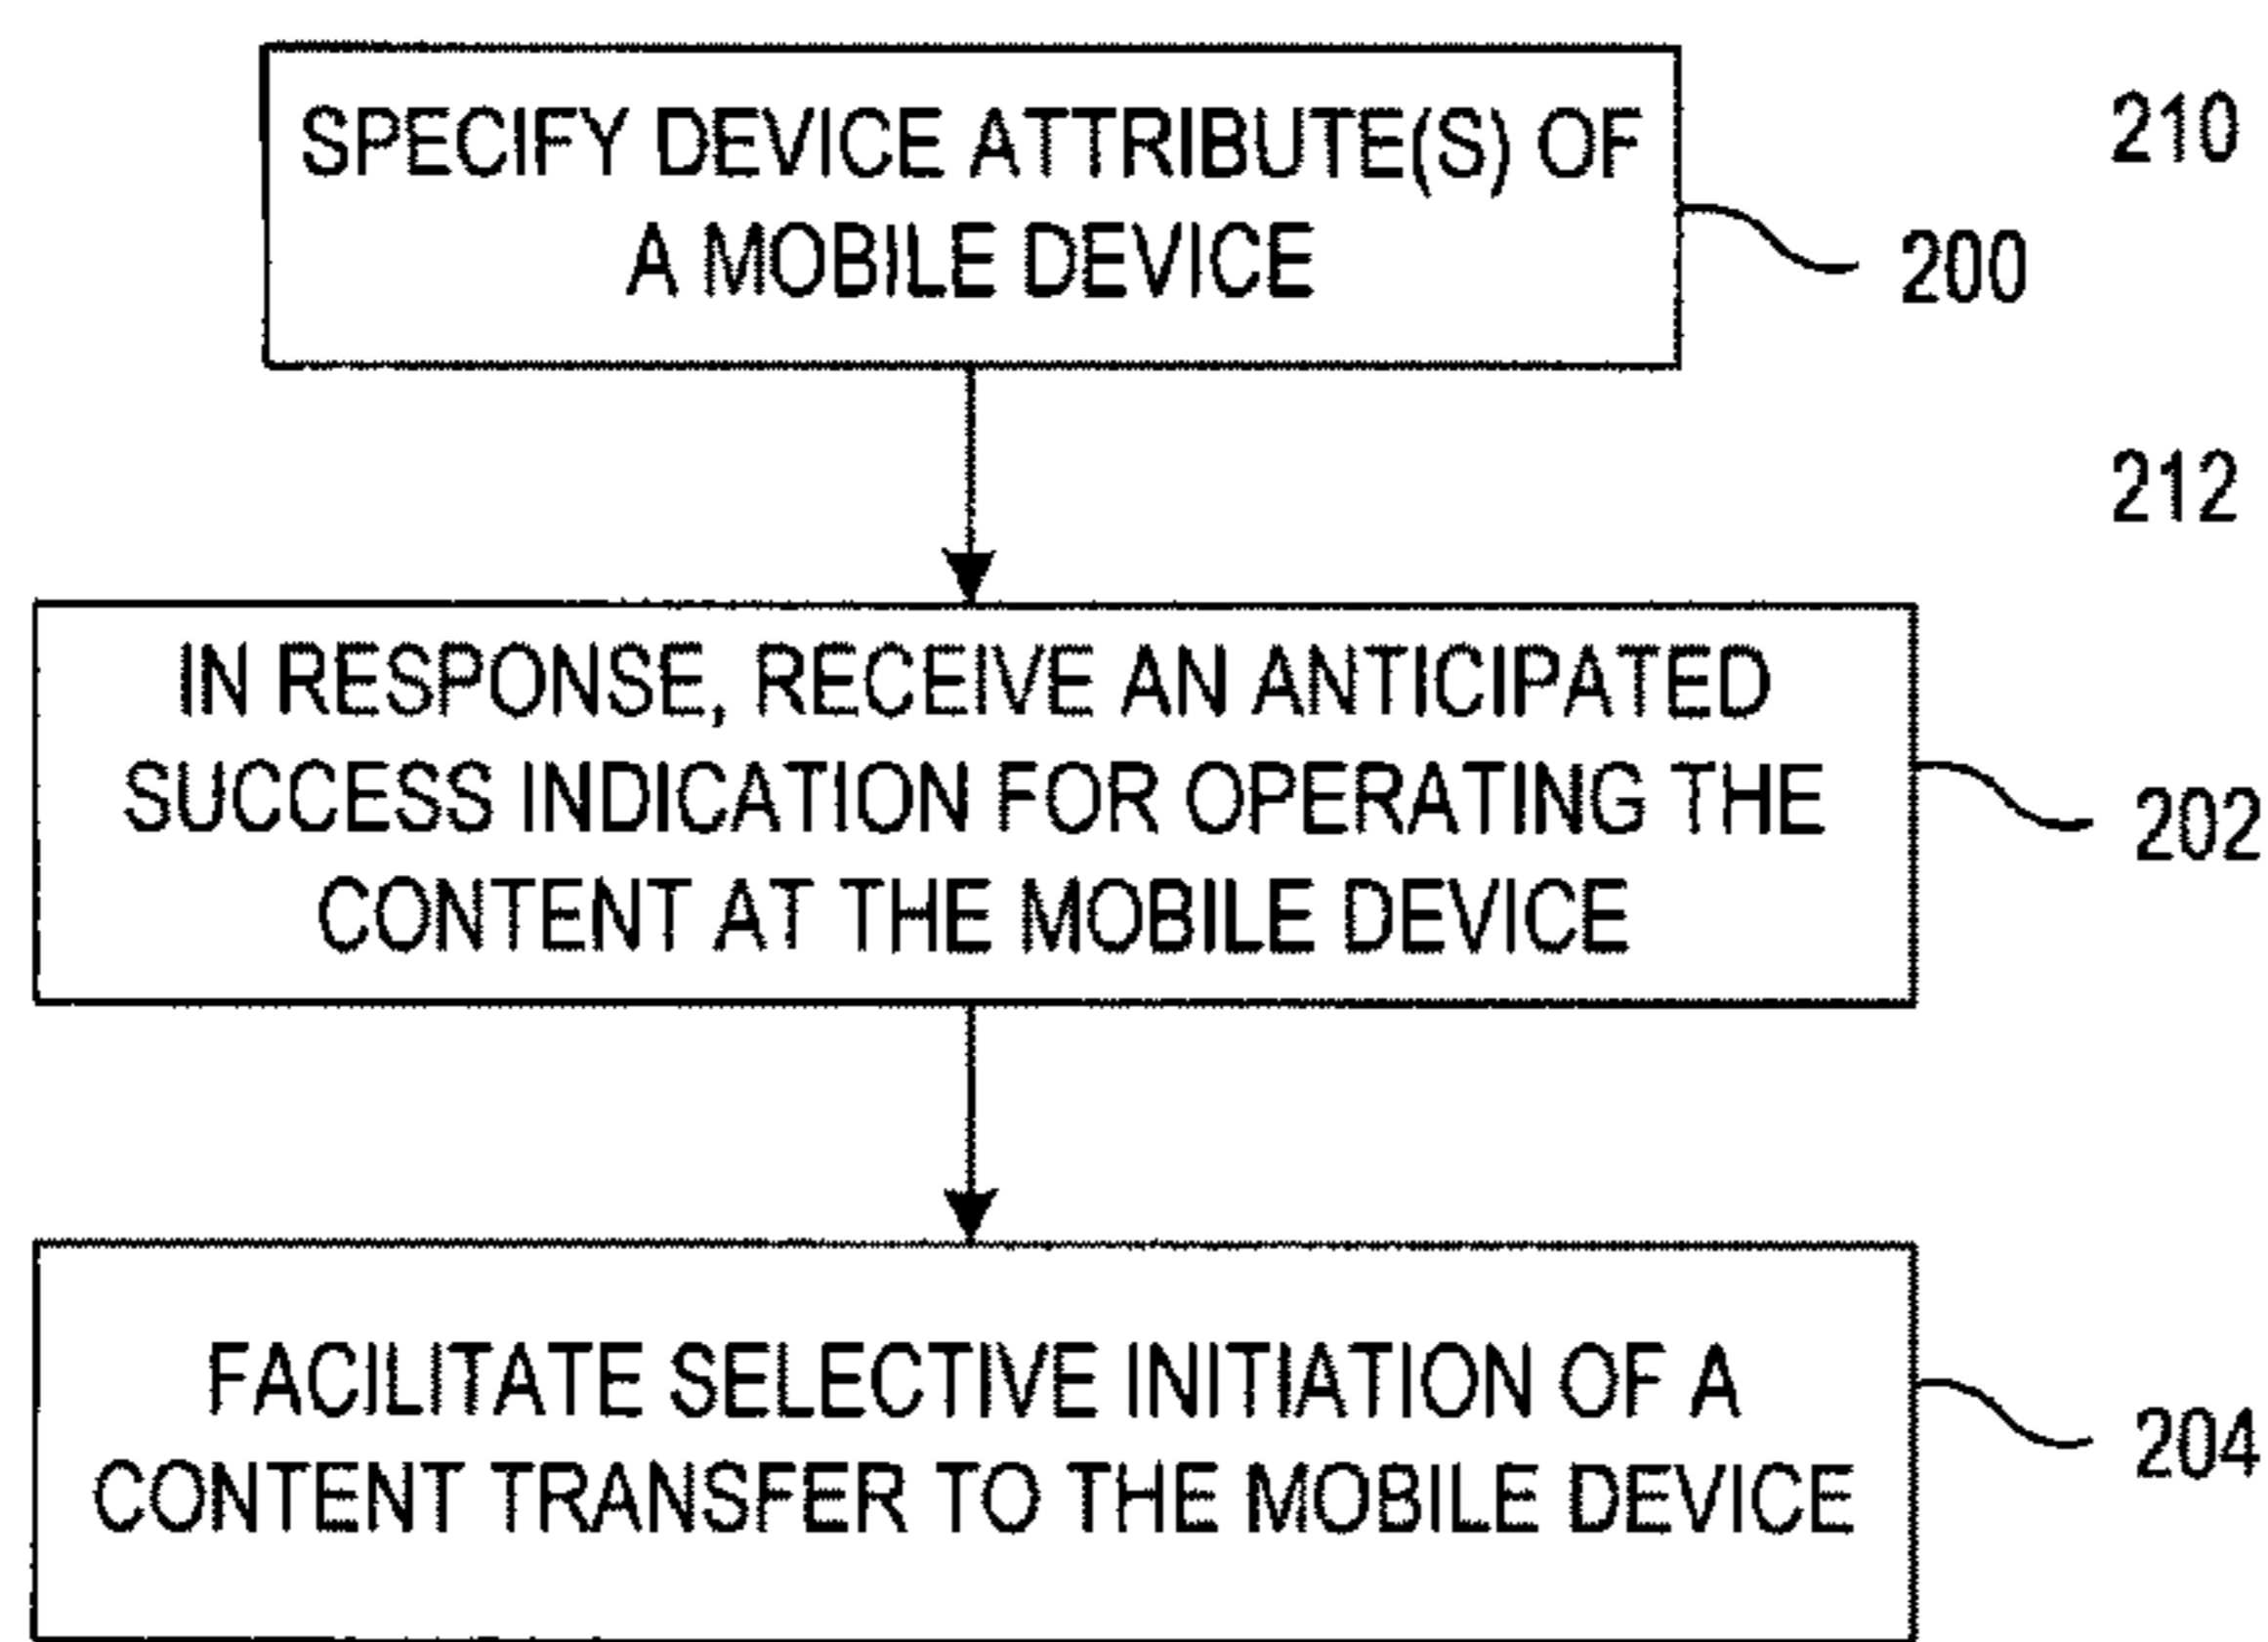 SPECIFY DEVICE ATTRIBUTE(S) OF
A MOBILE DEVICE
200
210
212
IN RESPONSE, RECEIVE AN ANTICIPATED
SUCCESS INDICATION FOR OPERATING THE
CONTENT AT THE MOBILE DEVICE
202
FACILITATE SELECTIVE INITIATION OF A
CONTENT TRANSFER TO THE MOBILE DEVICE
204